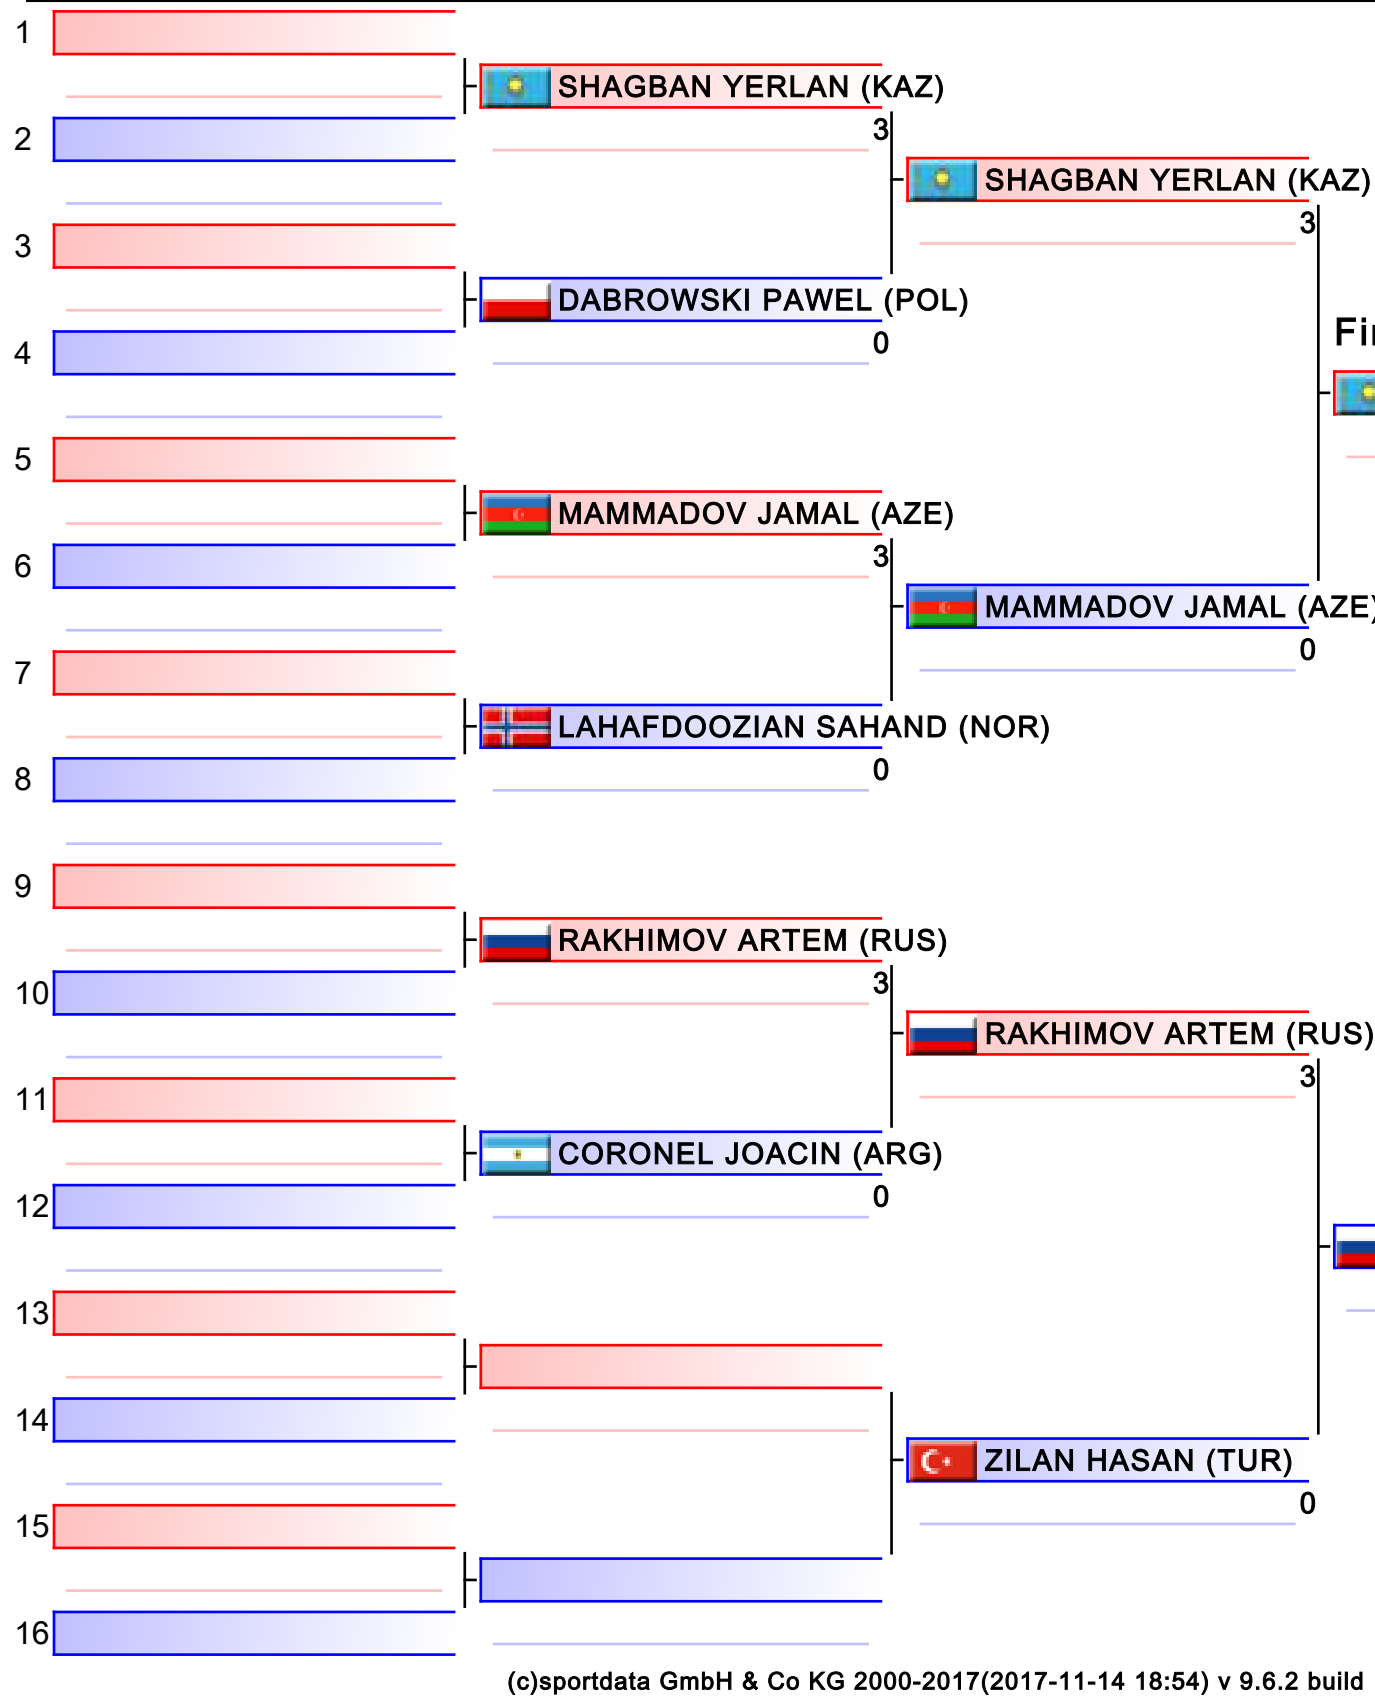 1
SHAGBAN YERLAN (KAZ)
3
2
SHAGBAN YERLAN (KAZ)
3
3
DABROWSKI PAWEL (POL)
0
4
5
MAMMADOV JAMAL (AZE)
3
6
MAMMADOV JAMAL (AZE)
0
7
LAHAFDOOZIAN SAHAND (NOR)
0
8
9
RAKHIMOV ARTEM (RUS)
3
10
RAKHIMOV ARTEM (RUS)
3
11
CORONEL JOACIN (ARG)
0
12
13
14
ZILAN HASAN (TUR)
0
15
16
(c)sportdata GmbH & Co KG 2000-2017(2017-11-14 18:54) v 9.6.2 build